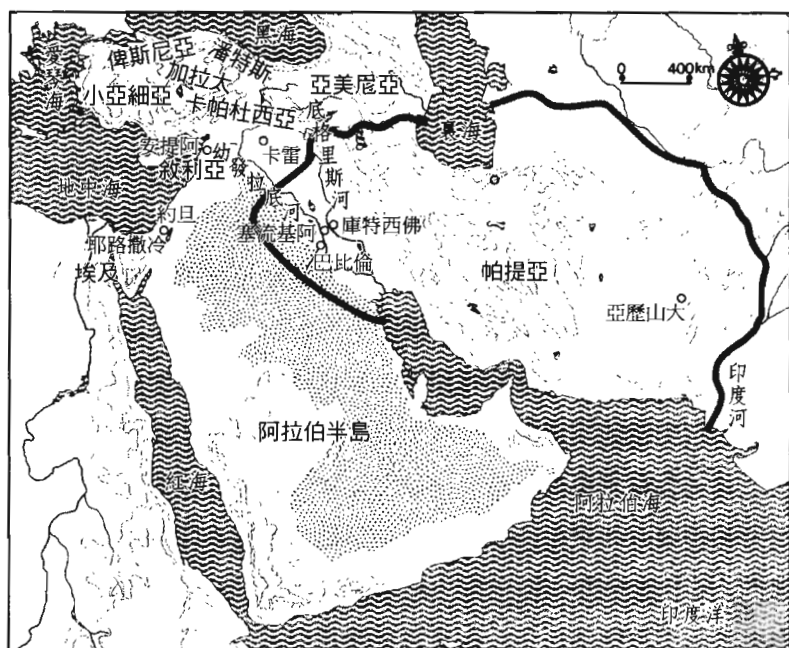 黑海
愛琴海
俾斯尼亞
潘特斯
加拉太
小亞細亞
卡帕杜西亞
亞美尼亞
0 400km
裏海
底格里斯河
安提阿
卡雷
幼發拉底河
敘利亞
地中海
約旦
塞流基阿
庫特西佛
耶路撒冷
巴比倫
埃及
帕提亞
亞歷山大
印度河
阿拉伯半島
紅海
阿拉伯海
印度洋